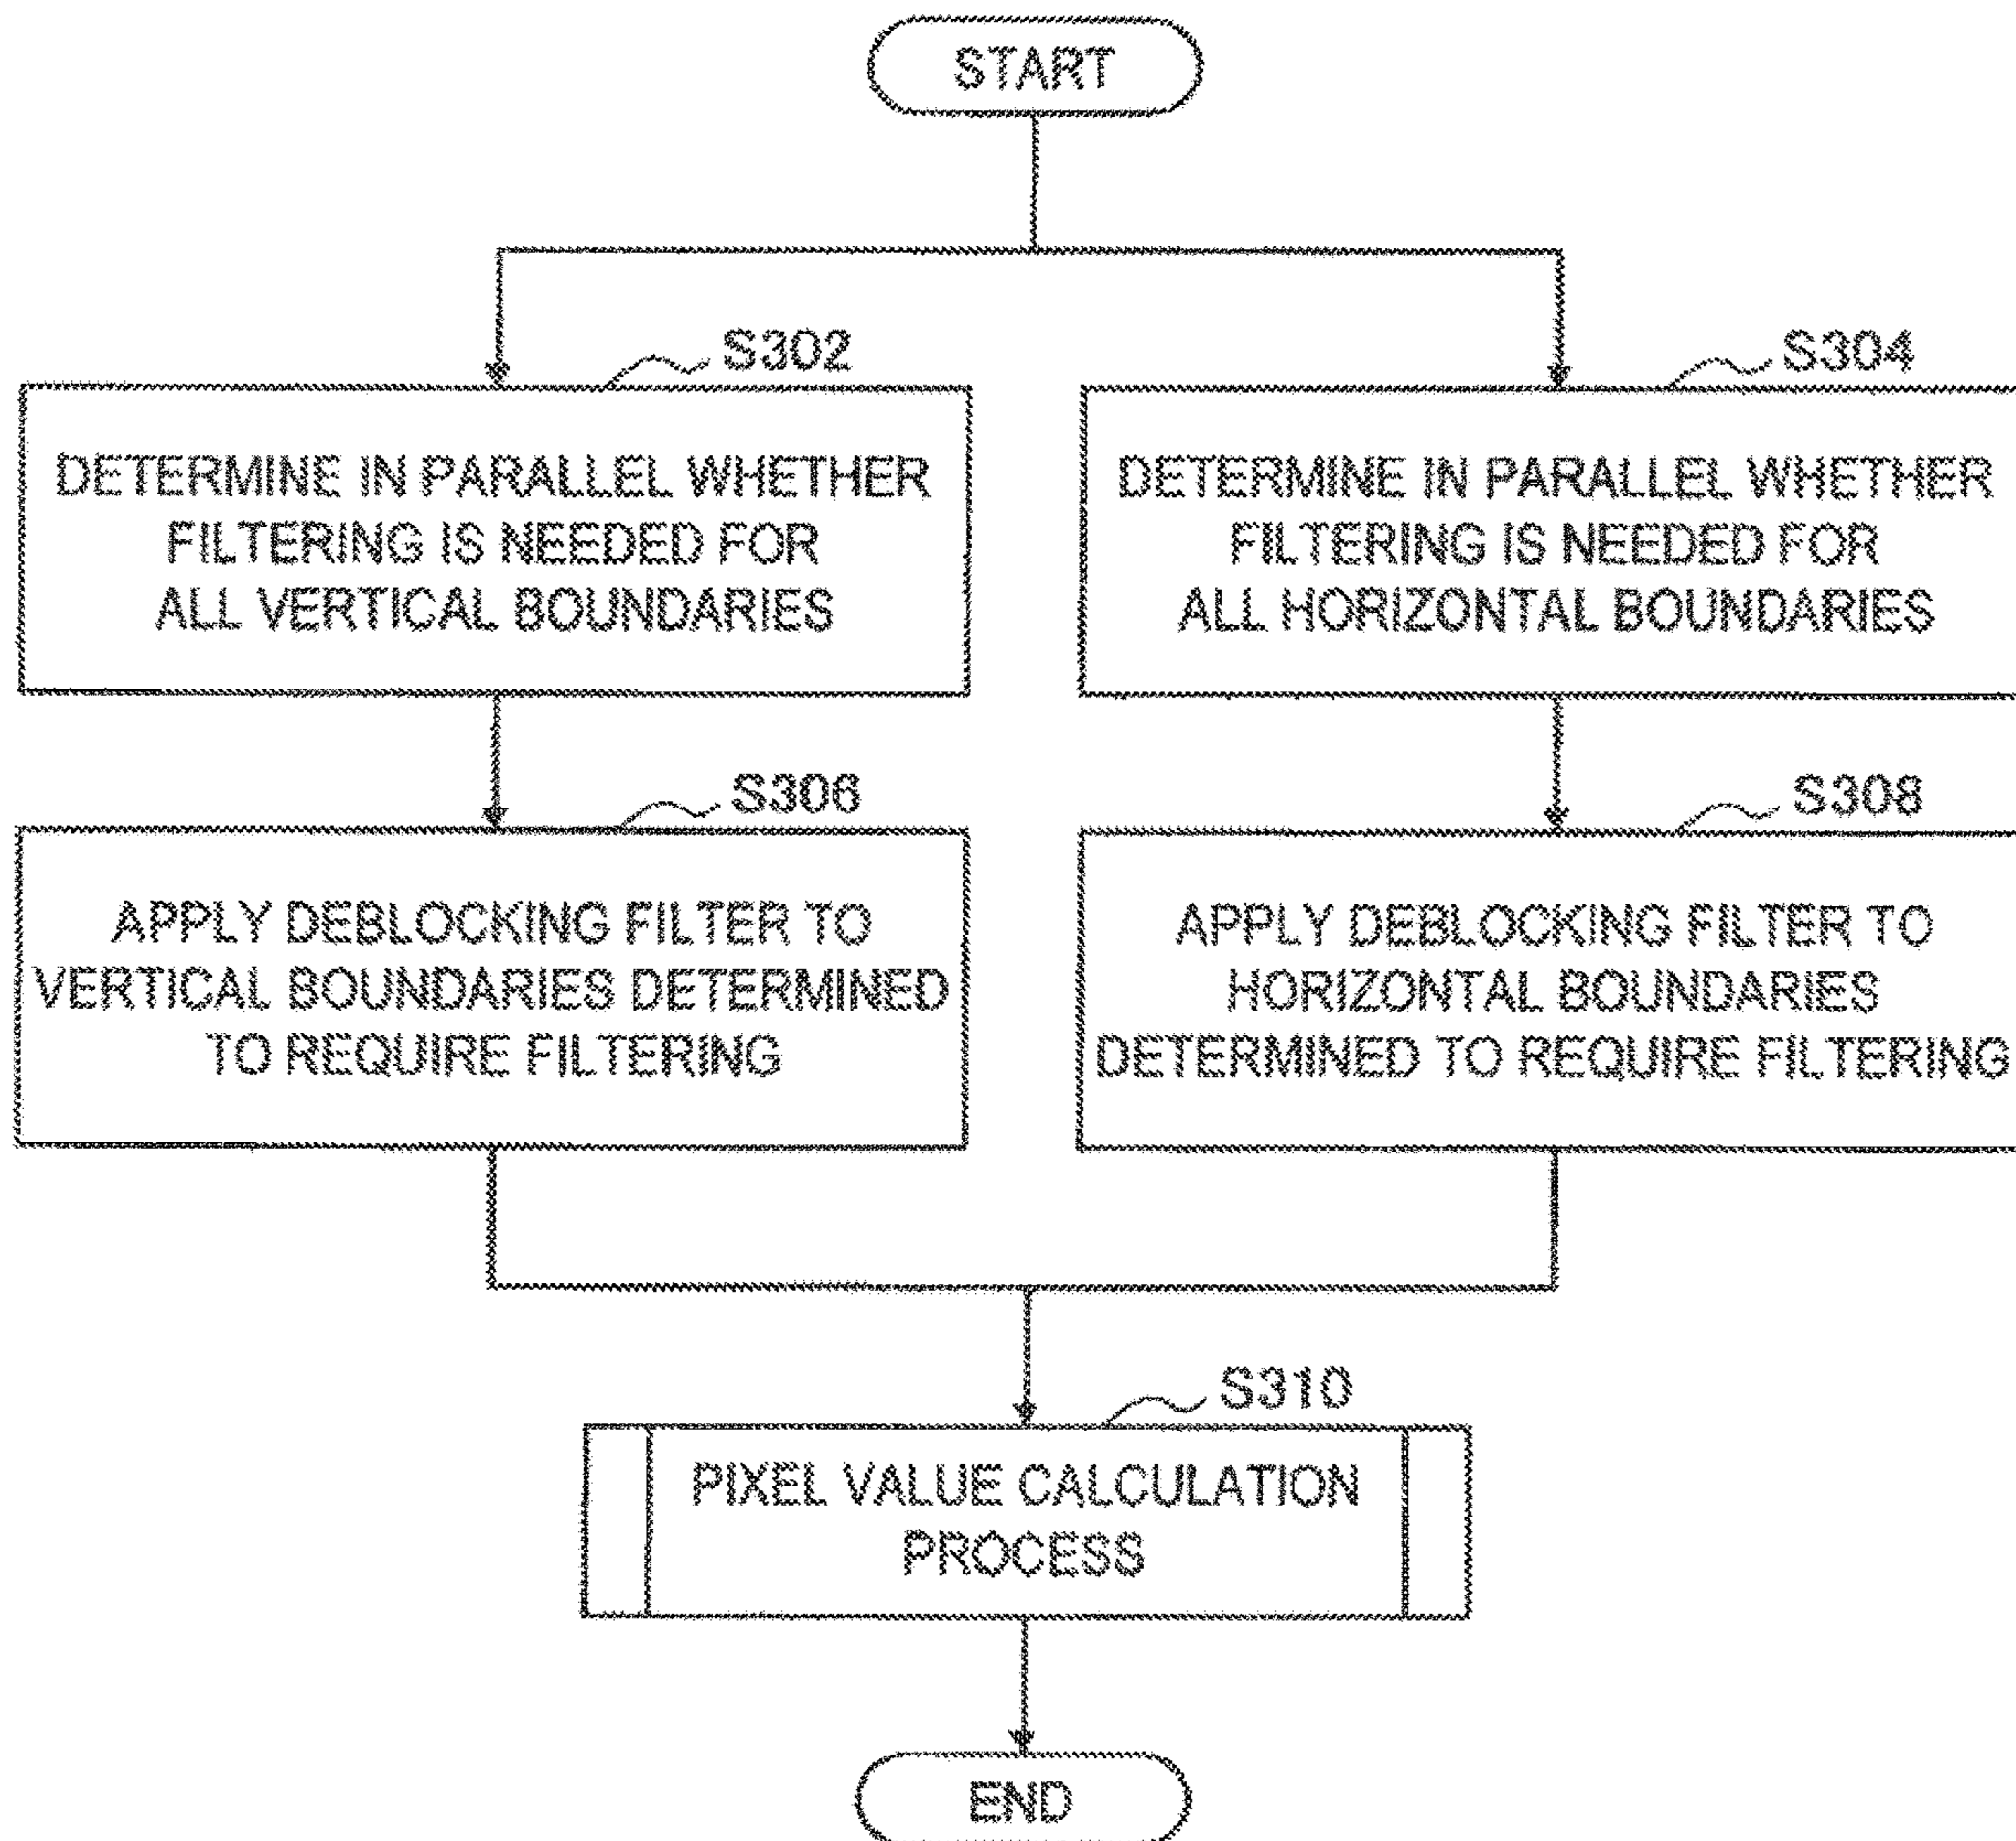 START
S302
DETERMINE IN PARALLEL WHETHER
FILTERING IS NEEDED FOR
ALL VERTICAL BOUNDARIES
S304
DETERMINE IN PARALLEL WHETHER
FILTERING IS NEEDED FOR
ALL HORIZONTAL BOUNDARIES
S306
APPLY DEBLOCKING FILTER TO
VERTICAL BOUNDARIES DETERMINED
TO REQUIRE FILTERING
S308
APPLY DEBLOCKING FILTER TO
HORIZONTAL BOUNDARIES
DETERMINED TO REQUIRE FILTERING
S310
PIXEL VALUE CALCULATION
PROCESS
END